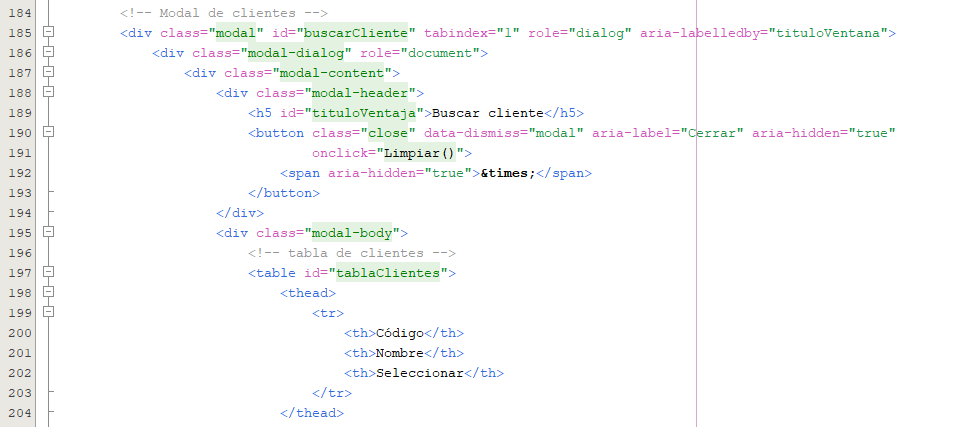 184 <!-- Modal de clientes -->
185 <div class="modal" id="buscarCliente" tabindex="1" role="dialog" aria-labelledby="tituloVentana">
186 <div class="modal-dialog" role="document">
187 <div class="modal-content">
188 <div class="modal-header">
189 <h5 id="tituloVentaja">Buscar cliente</h5>
190 <button class="close" data-dismiss="modal" aria-label="Cerrar" aria-hidden="true"
191 onclick="Limpiar()">
192 <span aria-hidden="true">&times;</span>
193 </button>
194 </div>
195 <div class="modal-body">
196 <!-- tabla de clientes -->
197 <table id="tablaClientes">
198 <thead>
199 <tr>
200 <th>Código</th>
201 <th>Nombre</th>
202 <th>Seleccionar</th>
203 </tr>
204 </thead>